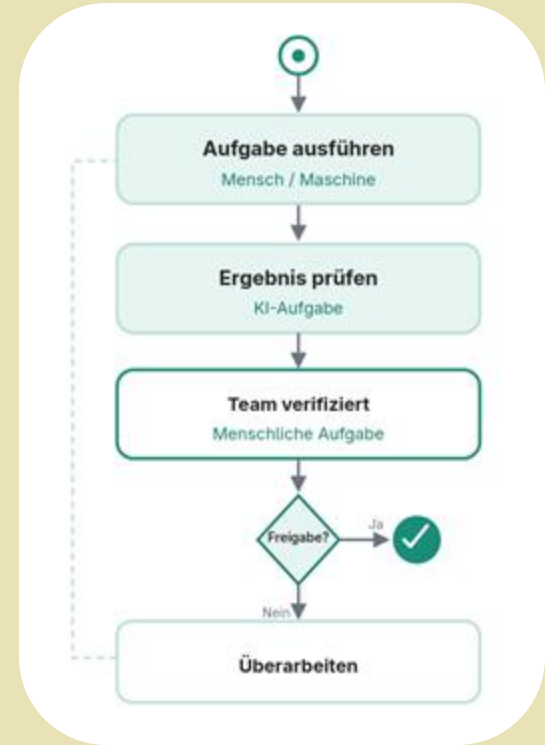 Aufgabe ausführen
Mensch / Maschine
Ergebnis prüfen
KI-Aufgabe
Team verifiziert
Menschliche Aufgabe
Freigabe?
Ja
Nein
Überarbeiten